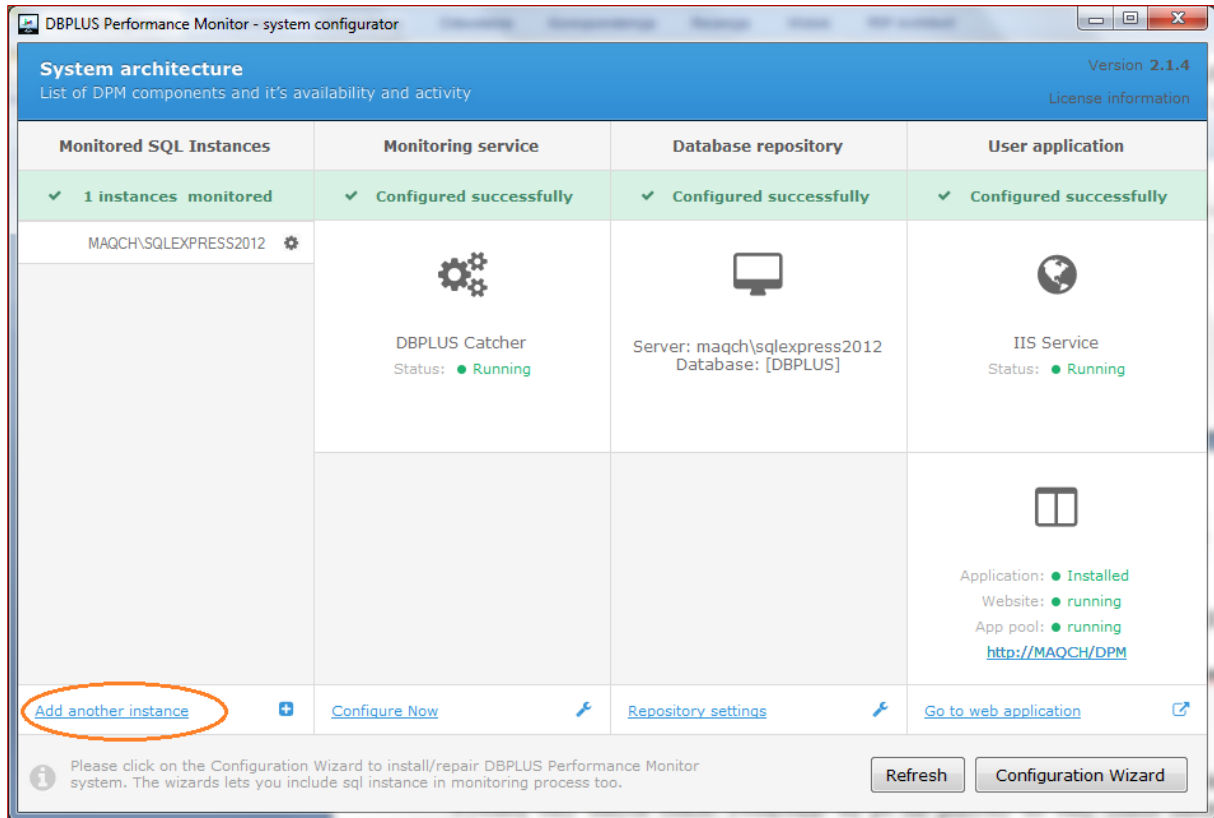 DBPLUS Performance Monitor - system configurator
System architecture
List of DPM components and it's availability and activity
Version 2.1.4
License information
Monitored SQL Instances
Monitoring service
Database repository
User application
1 instances monitored
Configured successfully
Configured successfully
Configured successfully
MAQCH\SQLEXPRESS2012
DBPLUS Catcher
Status: Running
Server: maqch\sqlexpress2012
Database: [DBPLUS]
IIS Service
Status: Running
Application: Installed
Website: running
App pool: running
http://MAQCH/DPM
Add another instance
Configure Now
Repository settings
Go to web application
Please click on the Configuration Wizard to install/repair DBPLUS Performance Monitor
system. The wizards lets you include sql instance in monitoring process too.
Refresh
Configuration Wizard